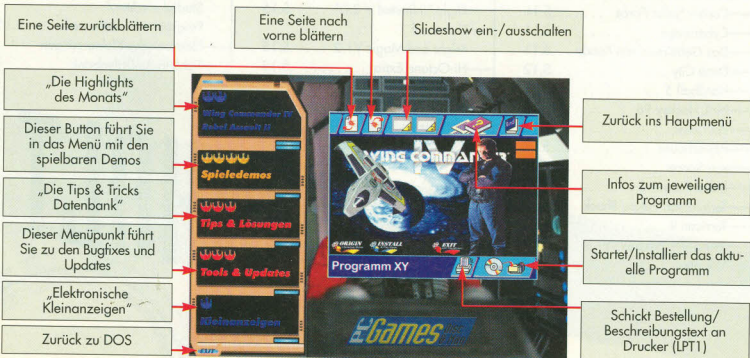 Eine Seite zurückblättern
Eine Seite nach
vorne blättern
Slideshow ein-/ausschalten
„Die Highlights
des Monats“
Dieser Button führt Sie
in das Menü mit den
spielbaren Demos
„Die Tips & Tricks
Datenbank“
Dieser Menüpunkt führt
Sie zu den Bugfixes und
Updates
„Elektronische
Kleinanzeigen“
Zurück zu DOS
Wing Commander IV
Rebel Assault II
Spieledemos
Tips & Lösungen
Tools & Updates
Kleinanzeigen
EXIT
WING COMMANDER
IV
ORIGIN
INSTALL
EXIT
Programm XY
PC Games
Zurück ins Hauptmenü
Infos zum jeweiligen
Programm
Startet/Installiert das aktu-
elle Programm
Schickt Bestellung/
Beschreibungstext an
Drucker (LPT1)